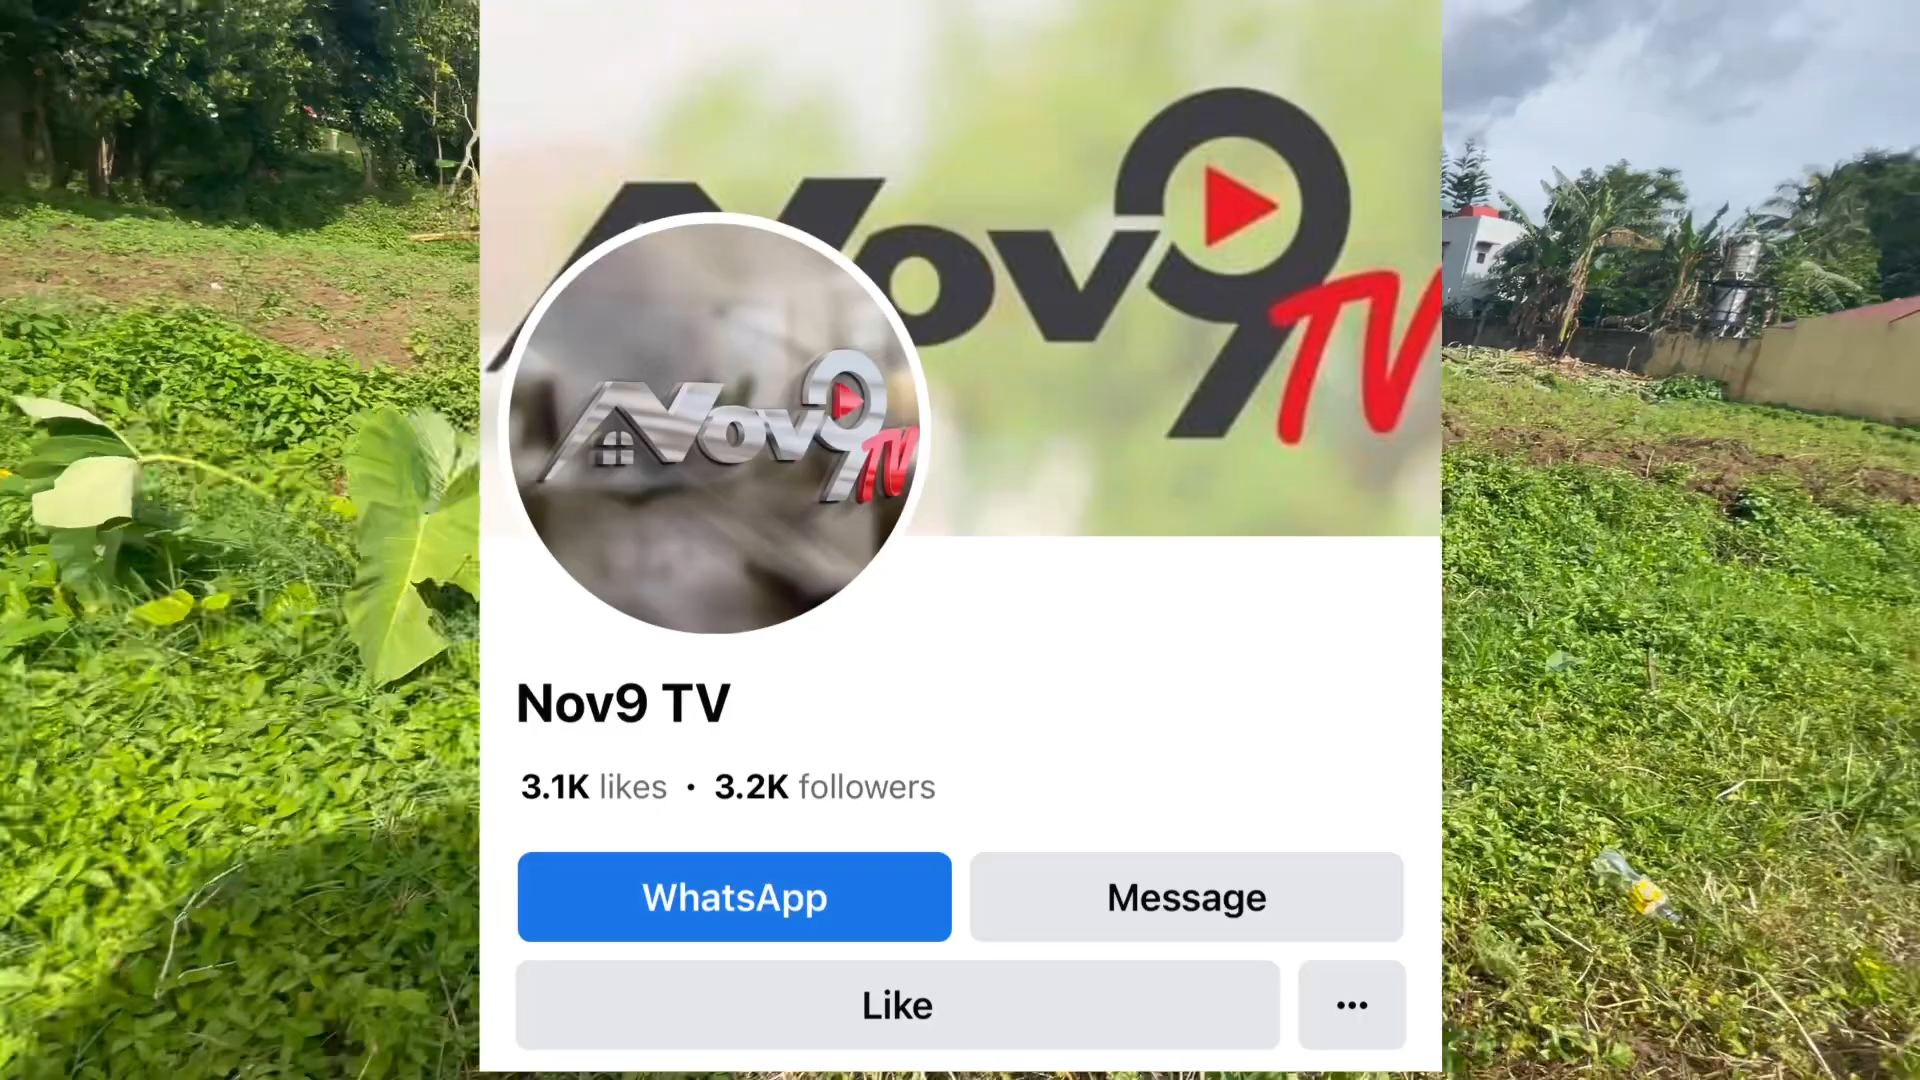 Nov9 TV
Nov9 TV
Nov9 TV
3.1K likes · 3.2K followers
WhatsApp
Message
Like